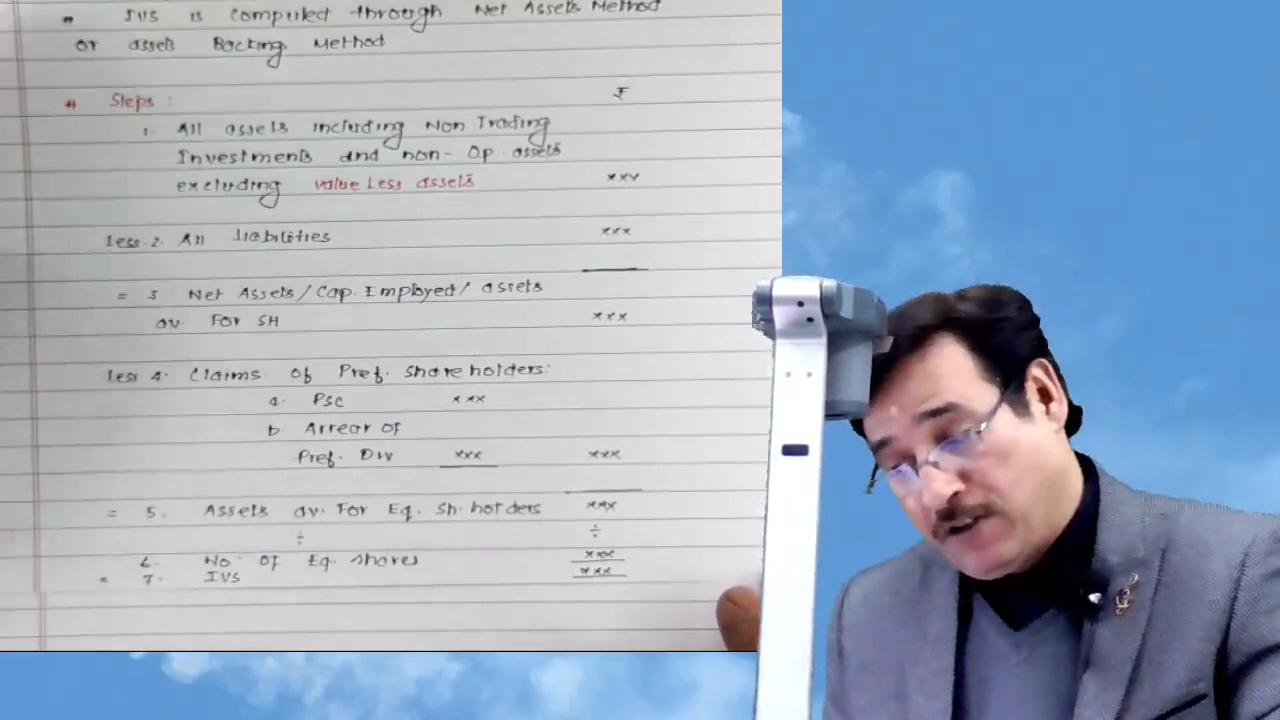 IVS is computed through Net Assets Method
or assets Backing Method
# Steps : ₹
1. All assets including Non Trading
Investments and non-Op. assets
excluding value Less assets xxx
Less 2. All liabilities xxx
= 3 Net Assets/Cap. Employed/assets
av. For SH xxx
Less 4. Claims of Pref. shareholders:
a. PSC xxx
b. Arrear of
Pref. Div xxx xxx
= 5. Assets av. For Eq. Sh. holders xxx
÷ ÷
6. No. of Eq. shares xxx
= 7. IVS xxx